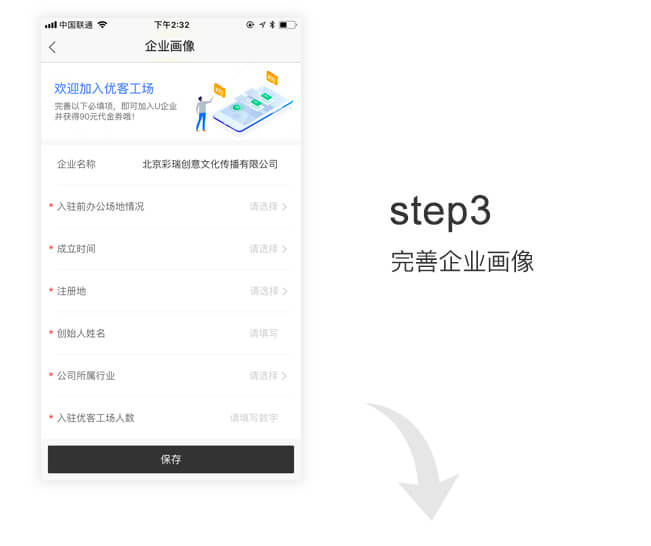 中国联通
下午2:32
企业画像
欢迎加入优客工场
完善以下必填项，即可加入U企业
并获得90元代金券哦！
企业名称 北京彩瑞创意文化传播有限公司
* 入驻前办公场地情况 请选择
* 成立时间 请选择
* 注册地 请选择
* 创始人姓名 请填写
* 公司所属行业 请选择
* 入驻优客工场人数 请填写数字
保存
step3
完善企业画像